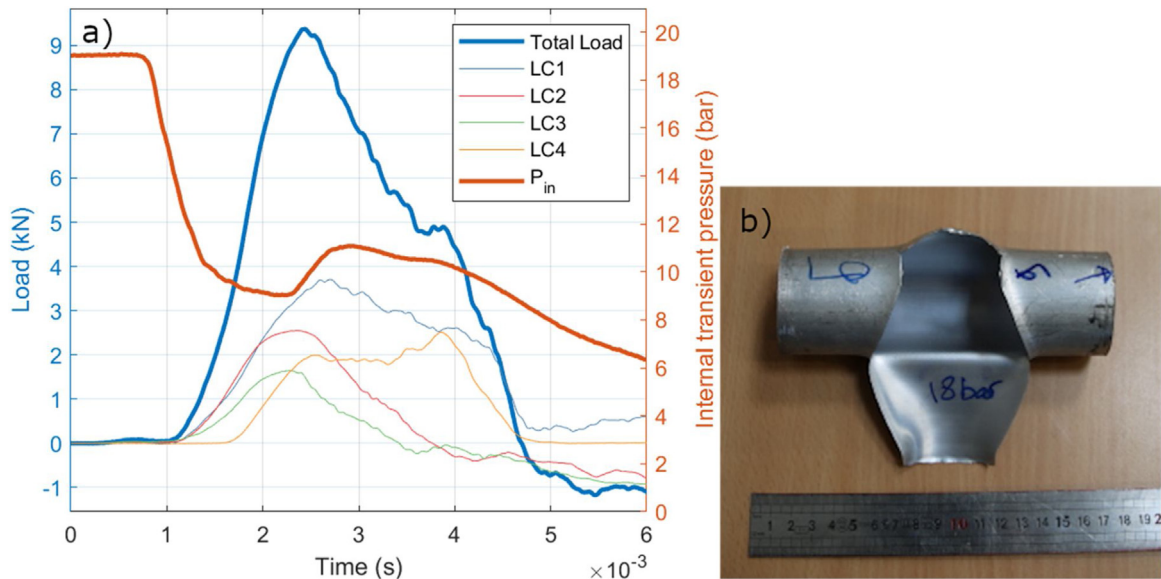 a)
Total Load
LC1
LC2
LC3
LC4
P_in
9
8
7
6
5
4
3
2
1
0
-1
Load (kN)
20
18
16
14
12
10
8
6
4
2
0
Internal transient pressure (bar)
0 1 2 3 4 5 6
Time (s) ×10⁻³
b)
18bar
1 2 3 4 5 6 7 8 9 10 11 12 13 14 15 16 17 18 19 2